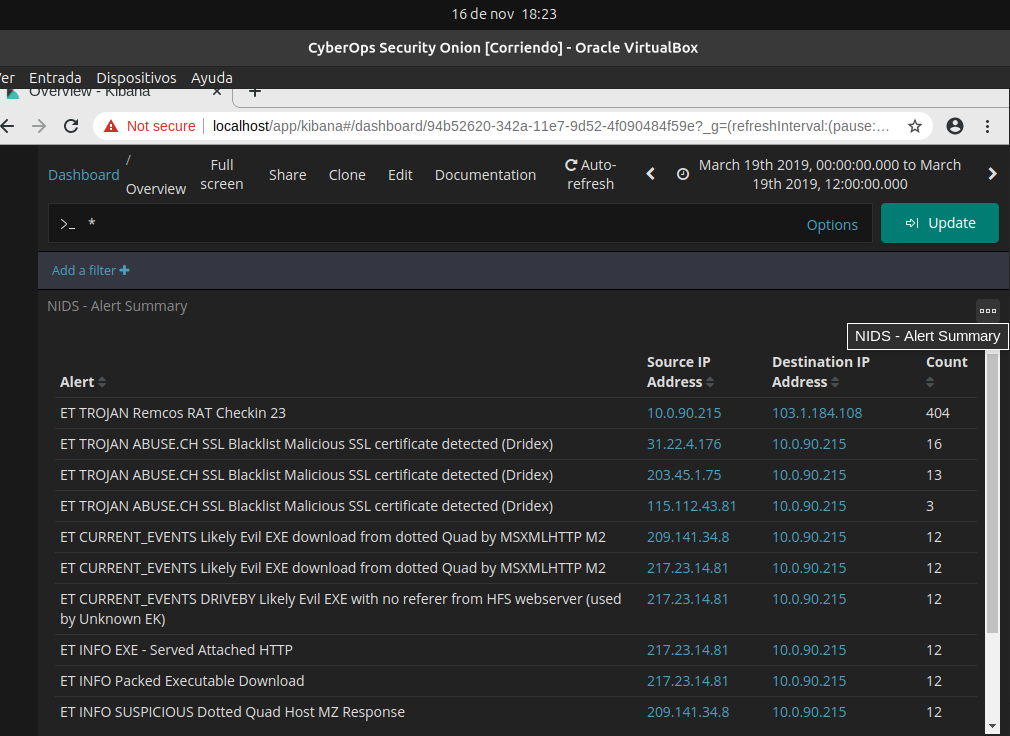 16 de nov 18:23
CyberOps Security Onion [Corriendo] - Oracle VirtualBox
er Entrada Dispositivos Ayuda
Overview - Kibana × +
Not secure localhost/app/kibana#/dashboard/94b52620-342a-11e7-9d52-4f090484f59e?_g=(refreshInterval:(pause:...
Dashboard / Overview Full screen Share Clone Edit Documentation Auto-refresh March 19th 2019, 00:00:00.000 to March 19th 2019, 12:00:00.000
>_ * Options Update
Add a filter +
NIDS - Alert Summary
NIDS - Alert Summary
Alert Source IP Address Destination IP Address Count
ET TROJAN Remcos RAT Checkin 23 10.0.90.215 103.1.184.108 404
ET TROJAN ABUSE.CH SSL Blacklist Malicious SSL certificate detected (Dridex) 31.22.4.176 10.0.90.215 16
ET TROJAN ABUSE.CH SSL Blacklist Malicious SSL certificate detected (Dridex) 203.45.1.75 10.0.90.215 13
ET TROJAN ABUSE.CH SSL Blacklist Malicious SSL certificate detected (Dridex) 115.112.43.81 10.0.90.215 3
ET CURRENT_EVENTS Likely Evil EXE download from dotted Quad by MSXMLHTTP M2 209.141.34.8 10.0.90.215 12
ET CURRENT_EVENTS Likely Evil EXE download from dotted Quad by MSXMLHTTP M2 217.23.14.81 10.0.90.215 12
ET CURRENT_EVENTS DRIVEBY Likely Evil EXE with no referer from HFS webserver (used 217.23.14.81 10.0.90.215 12
by Unknown EK)
ET INFO EXE - Served Attached HTTP 217.23.14.81 10.0.90.215 12
ET INFO Packed Executable Download 217.23.14.81 10.0.90.215 12
ET INFO SUSPICIOUS Dotted Quad Host MZ Response 209.141.34.8 10.0.90.215 12